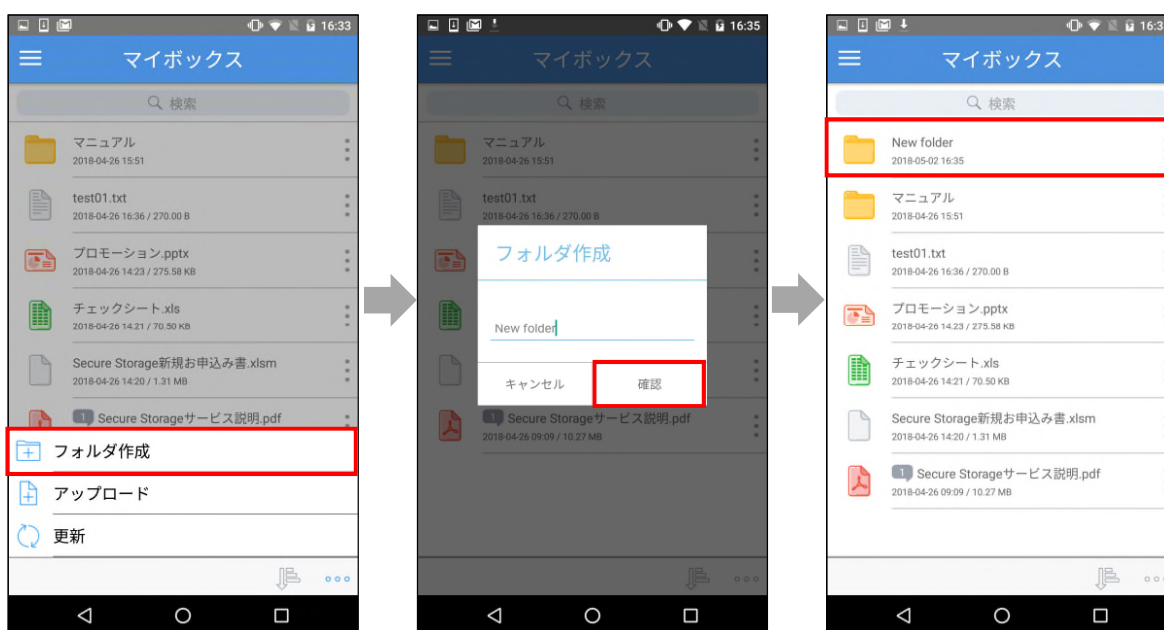 16:33
マイボックス
検索
マニュアル
2018-04-26 15:51
test01.txt
2018-04-26 16:36 / 270.00 B
プロモーション.pptx
2018-04-26 14:23 / 275.58 KB
チェックシート.xls
2018-04-26 14:21 / 70.50 KB
Secure Storage新規お申込み書.xlsm
2018-04-26 14:20 / 1.31 MB
1 Secure Storageサービス説明.pdf
フォルダ作成
アップロード
更新
16:35
マイボックス
検索
マニュアル
2018-04-26 15:51
test01.txt
2018-04-26 16:36 / 270.00 B
フォルダ作成
New folder
キャンセル
確認
1 Secure Storageサービス説明.pdf
2018-04-26 09:09 / 10.27 MB
16:3
マイボックス
検索
New folder
2018-05-02 16:35
マニュアル
2018-04-26 15:51
test01.txt
2018-04-26 16:36 / 270.00 B
プロモーション.pptx
2018-04-26 14:23 / 275.58 KB
チェックシート.xls
2018-04-26 14:21 / 70.50 KB
Secure Storage新規お申込み書.xlsm
2018-04-26 14:20 / 1.31 MB
1 Secure Storageサービス説明.pdf
2018-04-26 09:09 / 10.27 MB